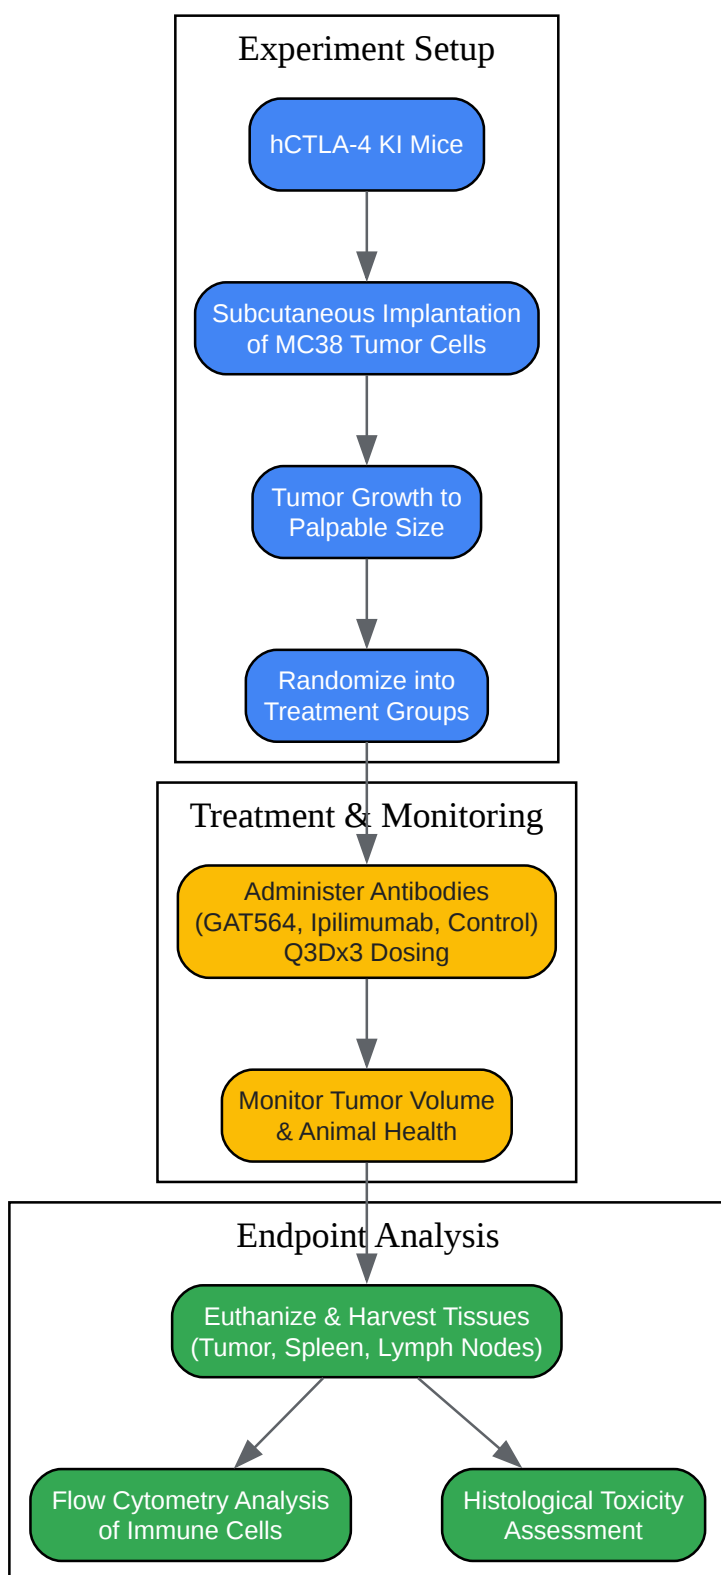 Experiment Setup
hCTLA-4 KI Mice
Subcutaneous Implantation
of MC38 Tumor Cells
Tumor Growth to
Palpable Size
Randomize into
Treatment Groups
Treatment & Monitoring
Administer Antibodies
(GAT564, Ipilimumab, Control)
Q3Dx3 Dosing
Monitor Tumor Volume
& Animal Health
Endpoint Analysis
Euthanize & Harvest Tissues
(Tumor, Spleen, Lymph Nodes)
Flow Cytometry Analysis
of Immune Cells
Histological Toxicity
Assessment